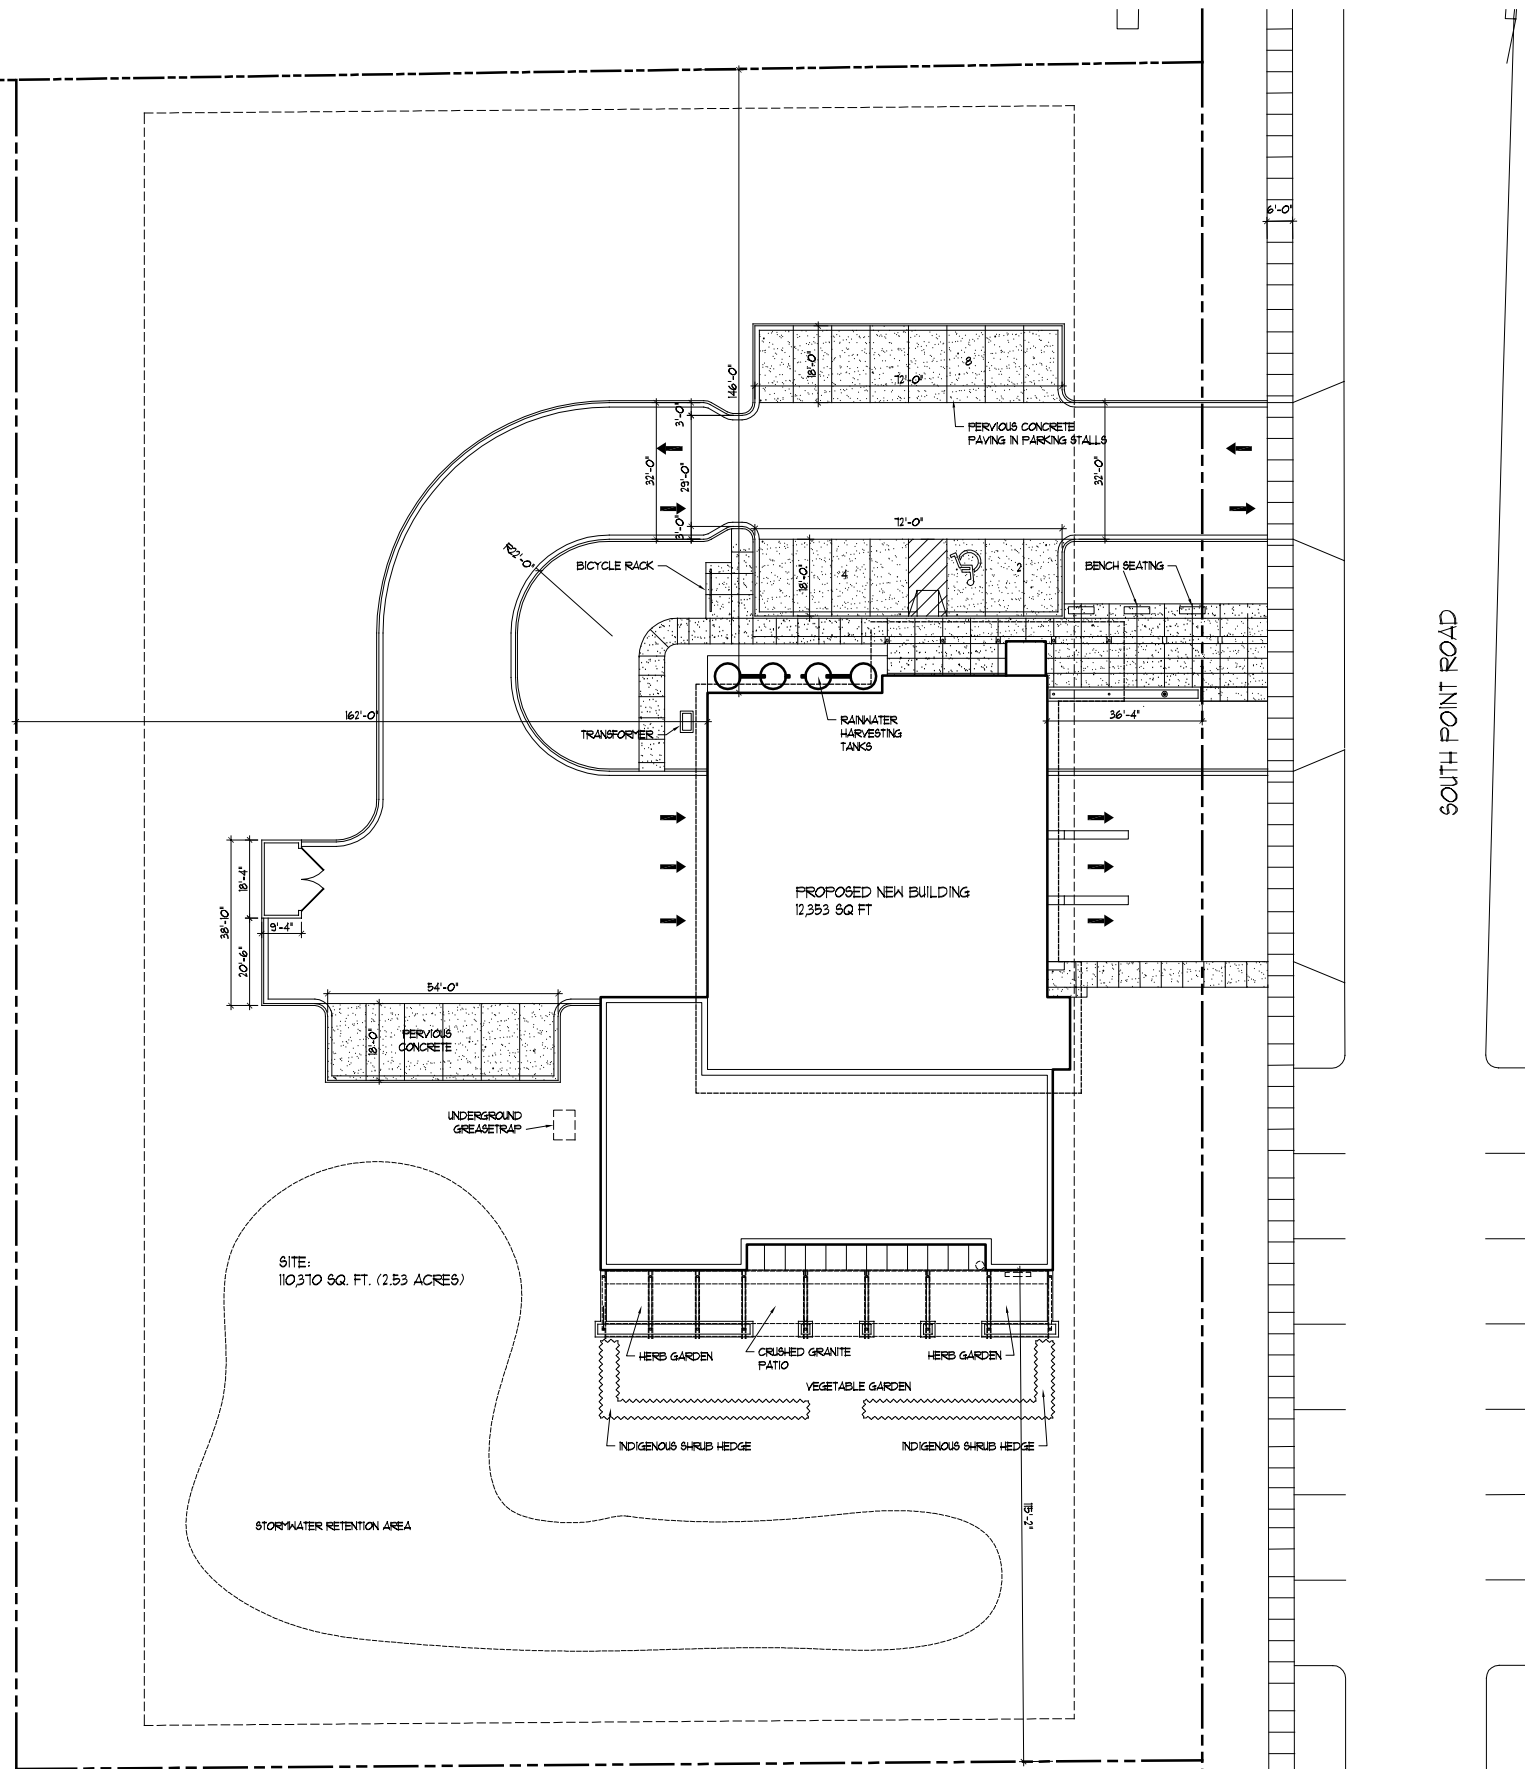 6'-0"
SOUTH POINT ROAD
146'-0"
18'-0"
8
72'-0"
3'-0"
PERVIOUS CONCRETE
PAVING IN PARKING STALLS
32'-0"
29'-0"
32'-0"
3'-0"
72'-0"
R22'-0"
BICYCLE RACK
18'-0"
4
2
BENCH SEATING
162'-0"
TRANSFORMER
RAINWATER
HARVESTING
TANKS
36'-4"
PROPOSED NEW BUILDING
12,353 SQ FT
18'-4"
38'-10"
9'-4"
20'-6"
54'-0"
18'-0"
PERVIOUS
CONCRETE
UNDERGROUND
GREASETRAP
SITE:
110,370 SQ. FT. (2.53 ACRES)
HERB GARDEN
CRUSHED GRANITE
PATIO
HERB GARDEN
VEGETABLE GARDEN
INDIGENOUS SHRUB HEDGE
INDIGENOUS SHRUB HEDGE
115'-2"
STORMWATER RETENTION AREA